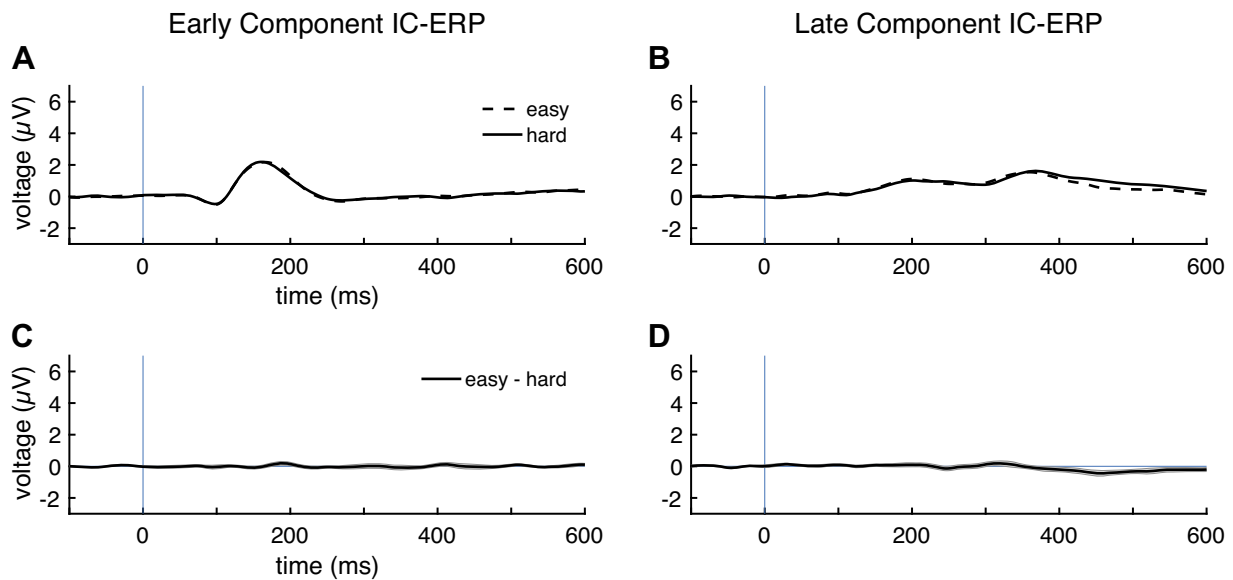 Early Component IC-ERP
Late Component IC-ERP
A
B
voltage (μV)
6
4
2
0
-2
easy
hard
0
200
400
600
time (ms)
voltage (μV)
6
4
2
0
-2
0
200
400
600
C
D
voltage (μV)
6
4
2
0
-2
easy - hard
0
200
400
600
time (ms)
6
4
2
0
-2
0
200
400
600